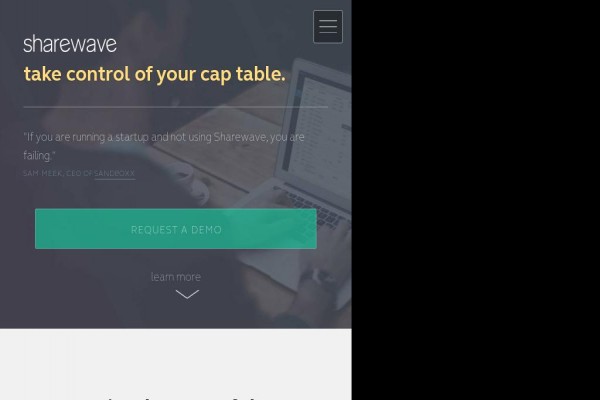 sharewave
take control of your cap table.
"If you are running a startup and not using Sharewave, you are
failing."
SAM MEEK, CEO OF SANDBOXX
REQUEST A DEMO
learn more